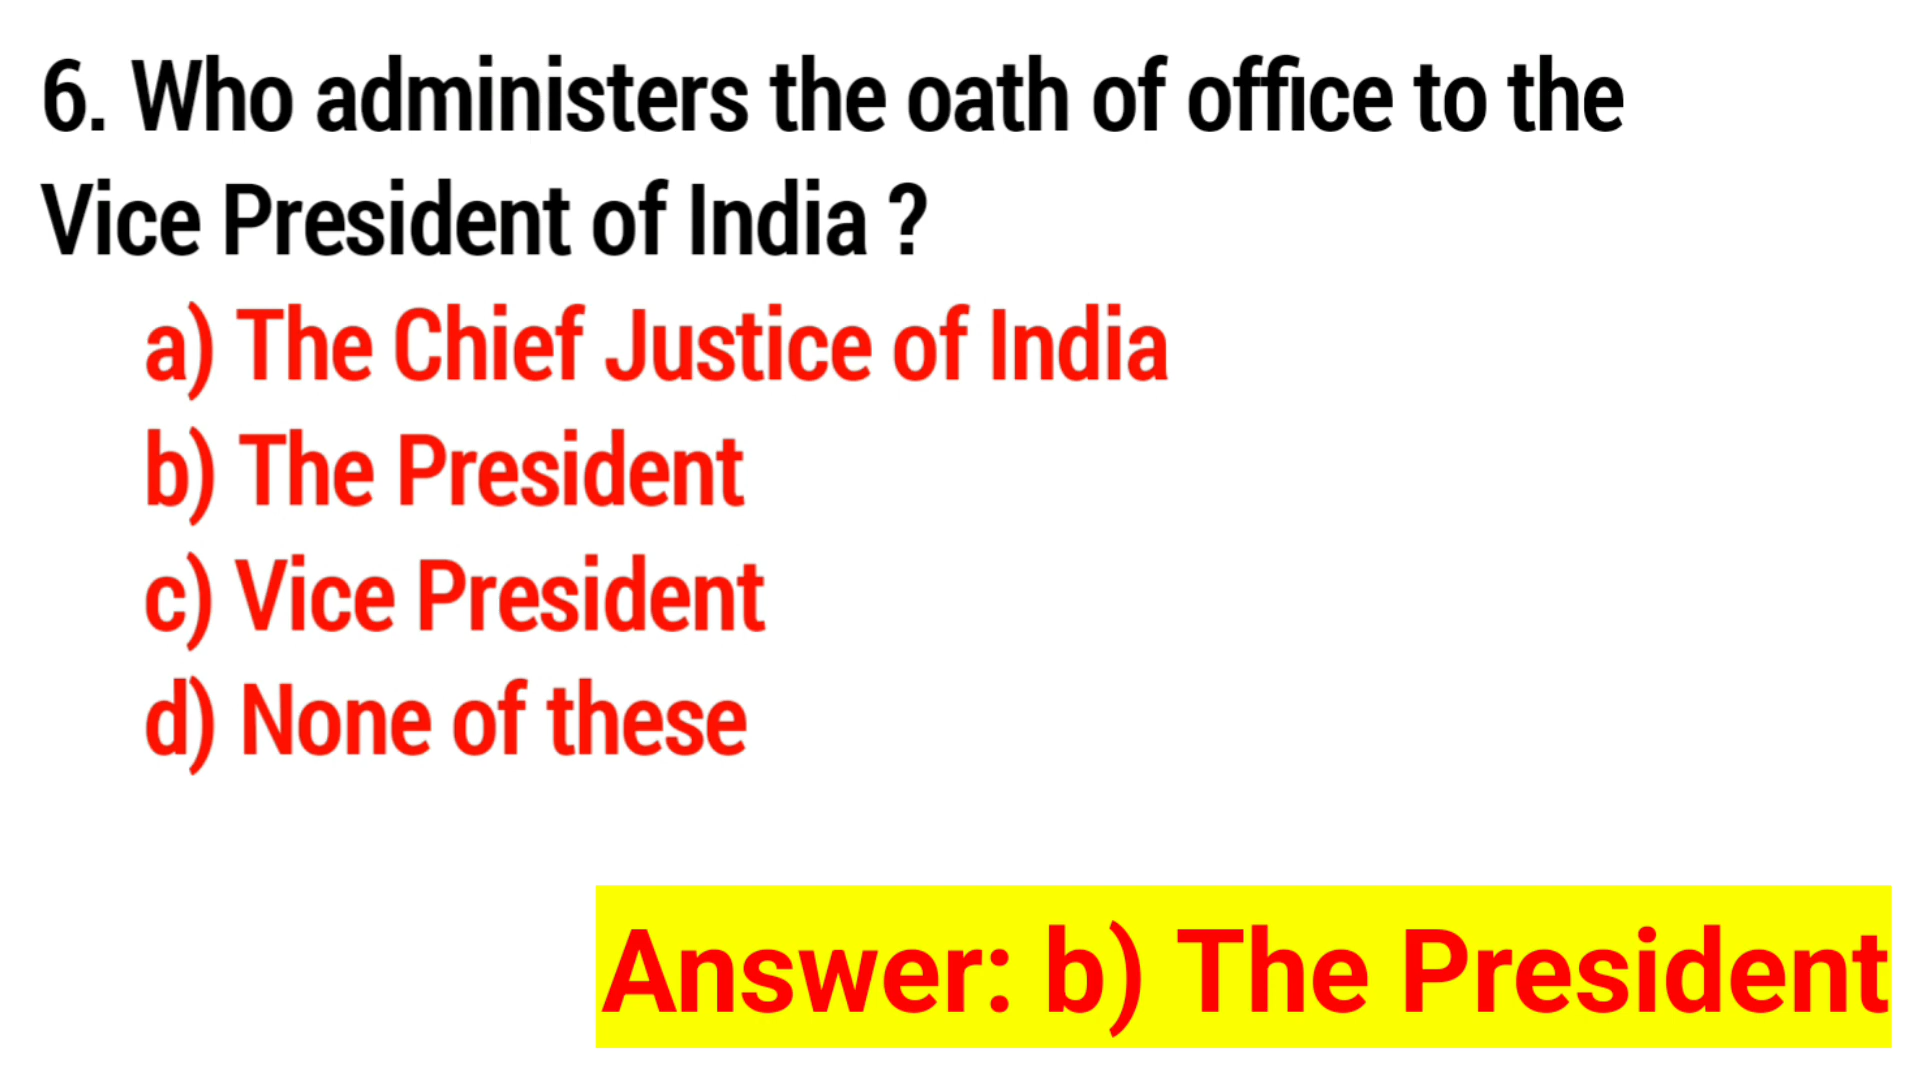 6. Who administers the oath of office to the
Vice President of India ?
a) The Chief Justice of India
b) The President
c) Vice President
d) None of these
Answer: b) The President